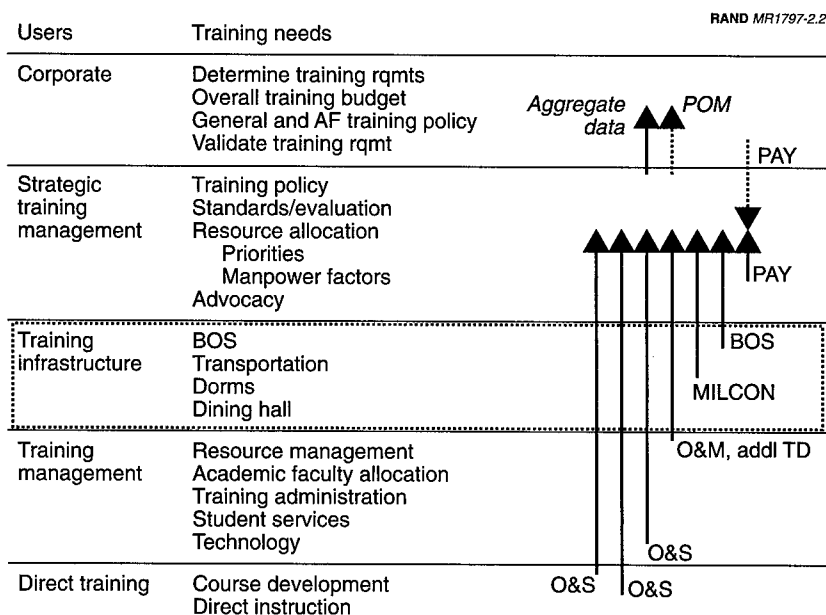 RAND MR1797-2.2
Users Training needs
Corporate Determine training rqmts
Overall training budget
General and AF training policy
Validate training rqmt
Aggregate data
POM
PAY
Strategic training management Training policy
Standards/evaluation
Resource allocation
Priorities
Manpower factors
Advocacy
PAY
Training infrastructure BOS
Transportation
Dorms
Dining hall
BOS
MILCON
Training management Resource management
Academic faculty allocation
Training administration
Student services
Technology
O&M, addl TD
O&S
Direct training Course development
Direct instruction
O&S
O&S